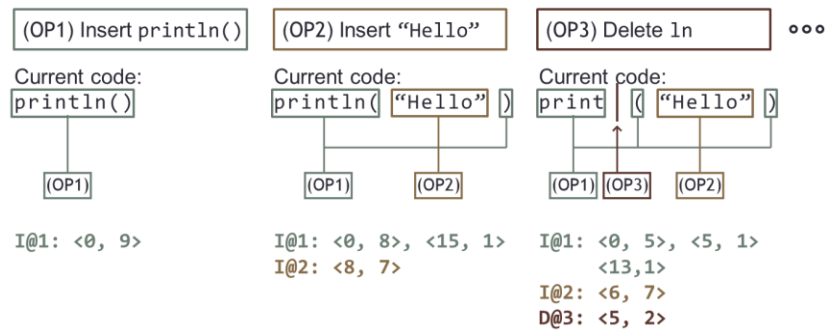 (OP1) Insert println()
(OP2) Insert “Hello”
(OP3) Delete ln
Current code:
println()
(OP1)
I@1: <0, 9>
Current code:
println( “Hello” )
(OP1) (OP2)
I@1: <0, 8>, <15, 1>
I@2: <8, 7>
Current code:
print ( “Hello” )
(OP1) (OP3) (OP2)
I@1: <0, 5>, <5, 1>
<13,1>
I@2: <6, 7>
D@3: <5, 2>